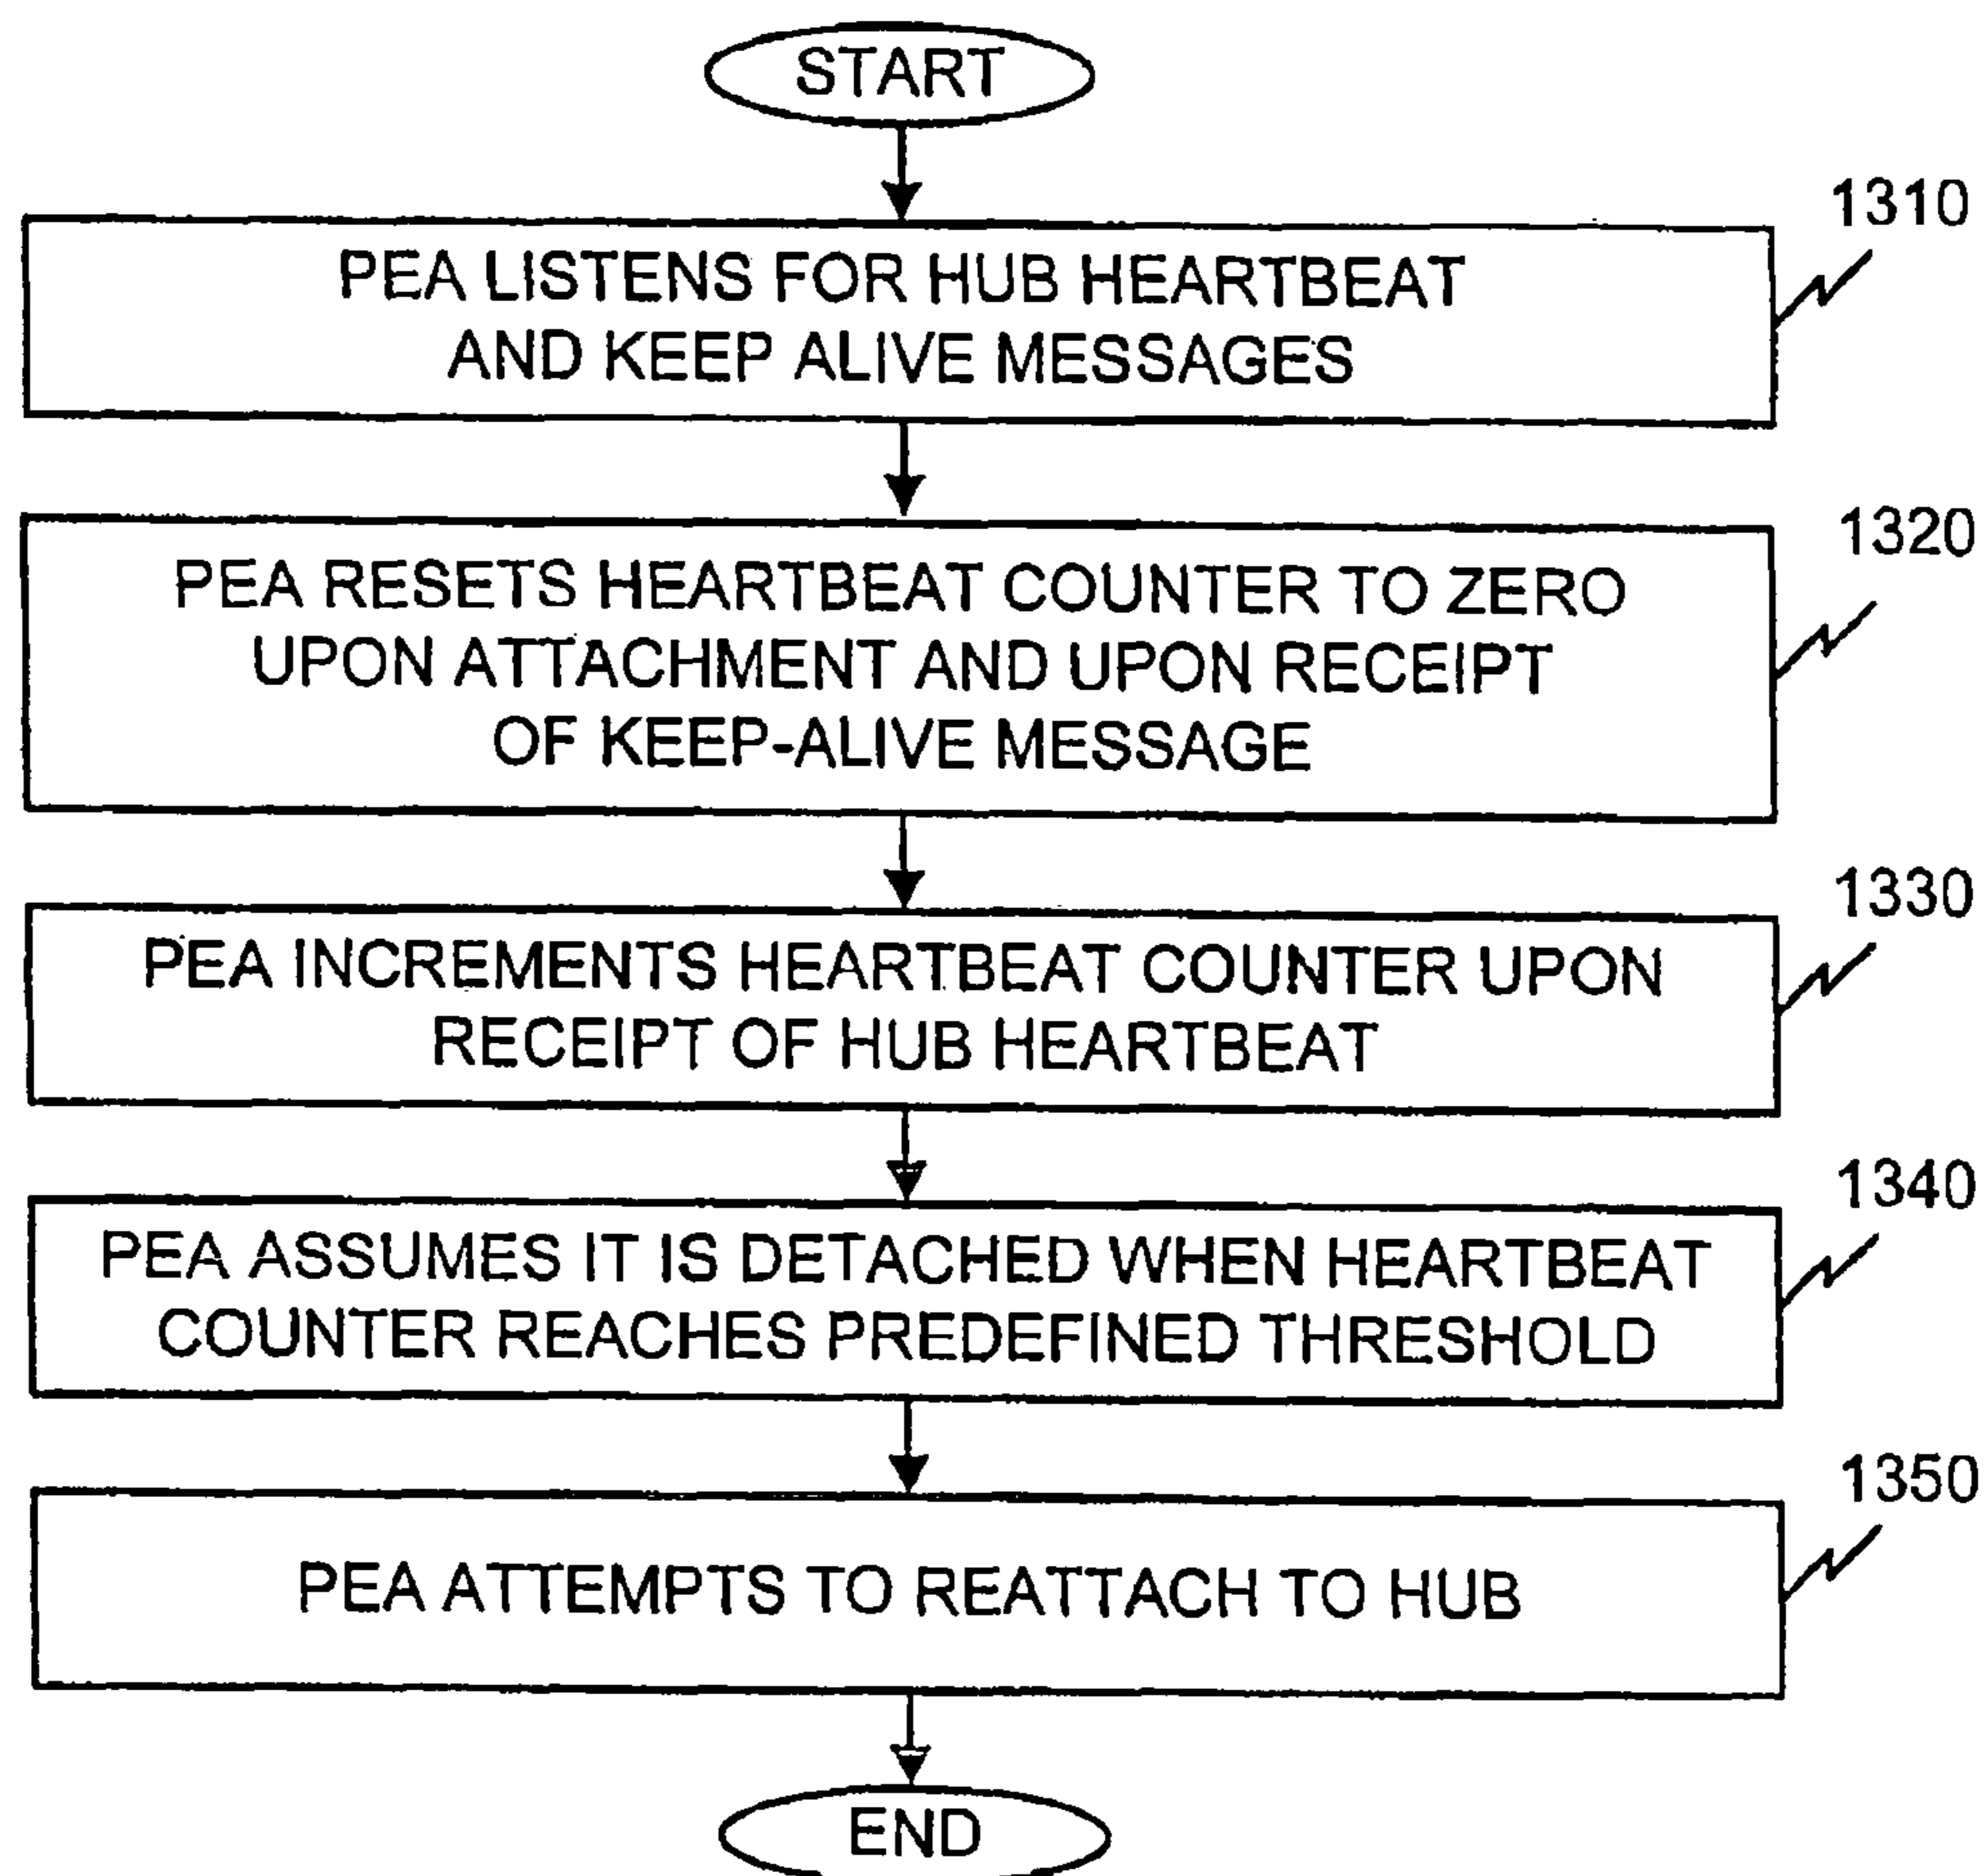 START
1310
PEA LISTENS FOR HUB HEARTBEAT
AND KEEP ALIVE MESSAGES
1320
PEA RESETS HEARTBEAT COUNTER TO ZERO
UPON ATTACHMENT AND UPON RECEIPT
OF KEEP-ALIVE MESSAGE
1330
PEA INCREMENTS HEARTBEAT COUNTER UPON
RECEIPT OF HUB HEARTBEAT
1340
PEA ASSUMES IT IS DETACHED WHEN HEARTBEAT
COUNTER REACHES PREDEFINED THRESHOLD
1350
PEA ATTEMPTS TO REATTACH TO HUB
END